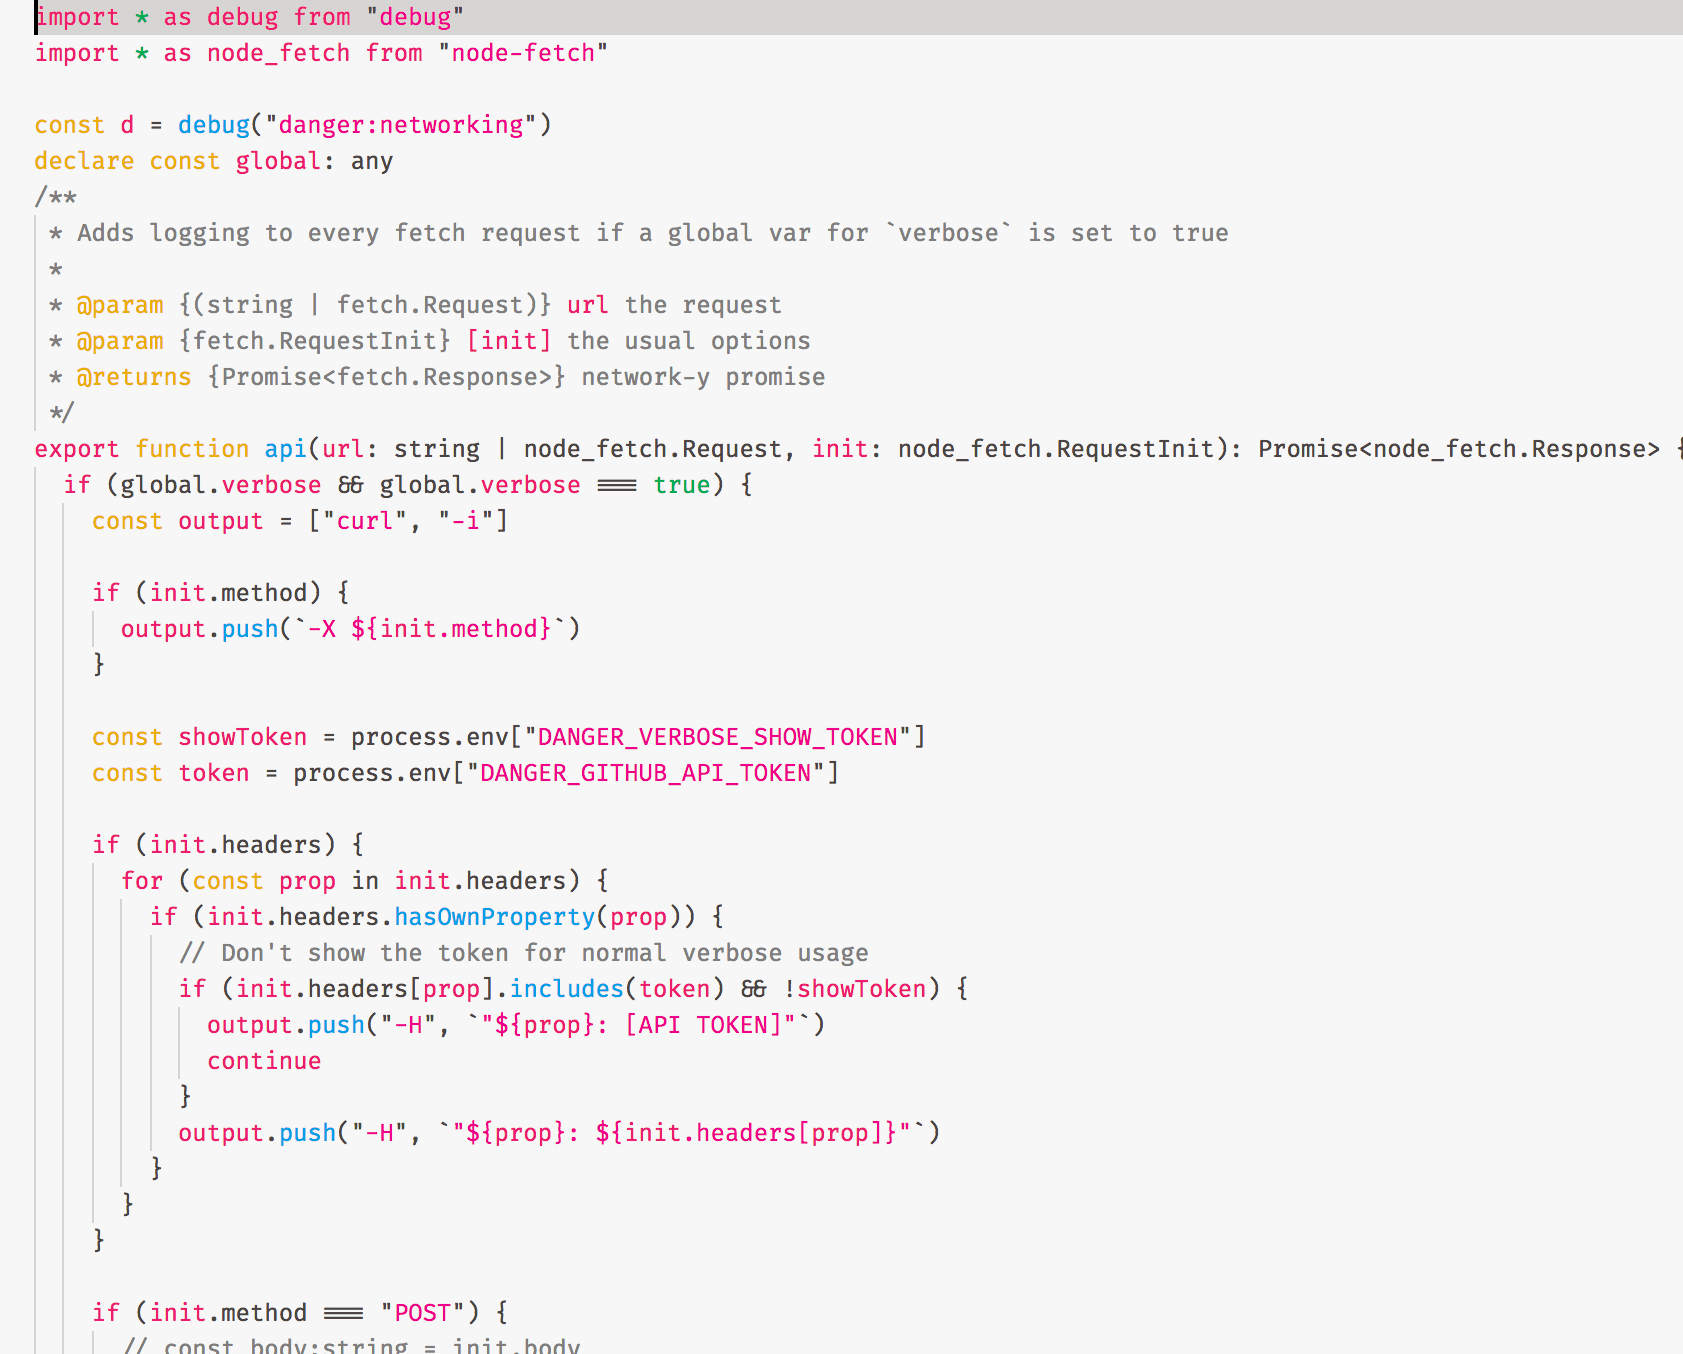 import * as debug from "debug"
import * as node_fetch from "node-fetch"

const d = debug("danger:networking")
declare const global: any
/**
 * Adds logging to every fetch request if a global var for `verbose` is set to true
 *
 * @param {(string | fetch.Request)} url the request
 * @param {fetch.RequestInit} [init] the usual options
 * @returns {Promise<fetch.Response>} network-y promise
 */
export function api(url: string | node_fetch.Request, init: node_fetch.RequestInit): Promise<node_fetch.Response> {
  if (global.verbose && global.verbose === true) {
    const output = ["curl", "-i"]

    if (init.method) {
      output.push(`-X ${init.method}`)
    }

    const showToken = process.env["DANGER_VERBOSE_SHOW_TOKEN"]
    const token = process.env["DANGER_GITHUB_API_TOKEN"]

    if (init.headers) {
      for (const prop in init.headers) {
        if (init.headers.hasOwnProperty(prop)) {
          // Don't show the token for normal verbose usage
          if (init.headers[prop].includes(token) && !showToken) {
            output.push("-H", `"${prop}: [API TOKEN]"`)
            continue
          }
          output.push("-H", `"${prop}: ${init.headers[prop]}"`)
        }
      }
    }

    if (init.method === "POST") {
      // const body:string = init.body